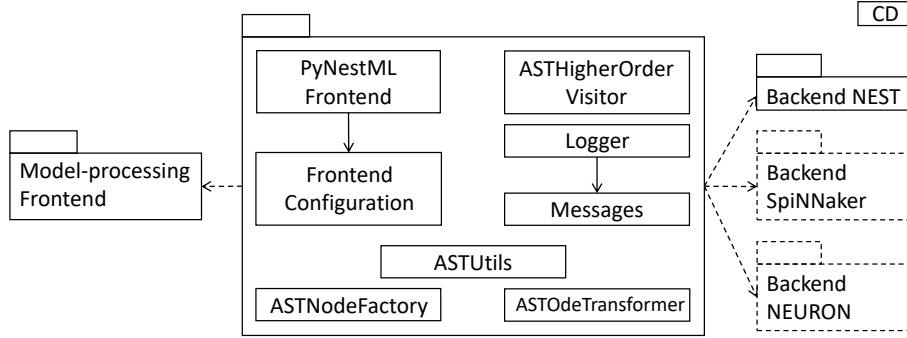 CD
PyNestML
Frontend
ASTHigherOrder
Visitor
Backend NEST
Logger
Model-processing
Frontend
Frontend
Configuration
Backend
SpiNNaker
Messages
ASTUtils
Backend
NEURON
ASTNodeFactory
ASTOdeTransformer